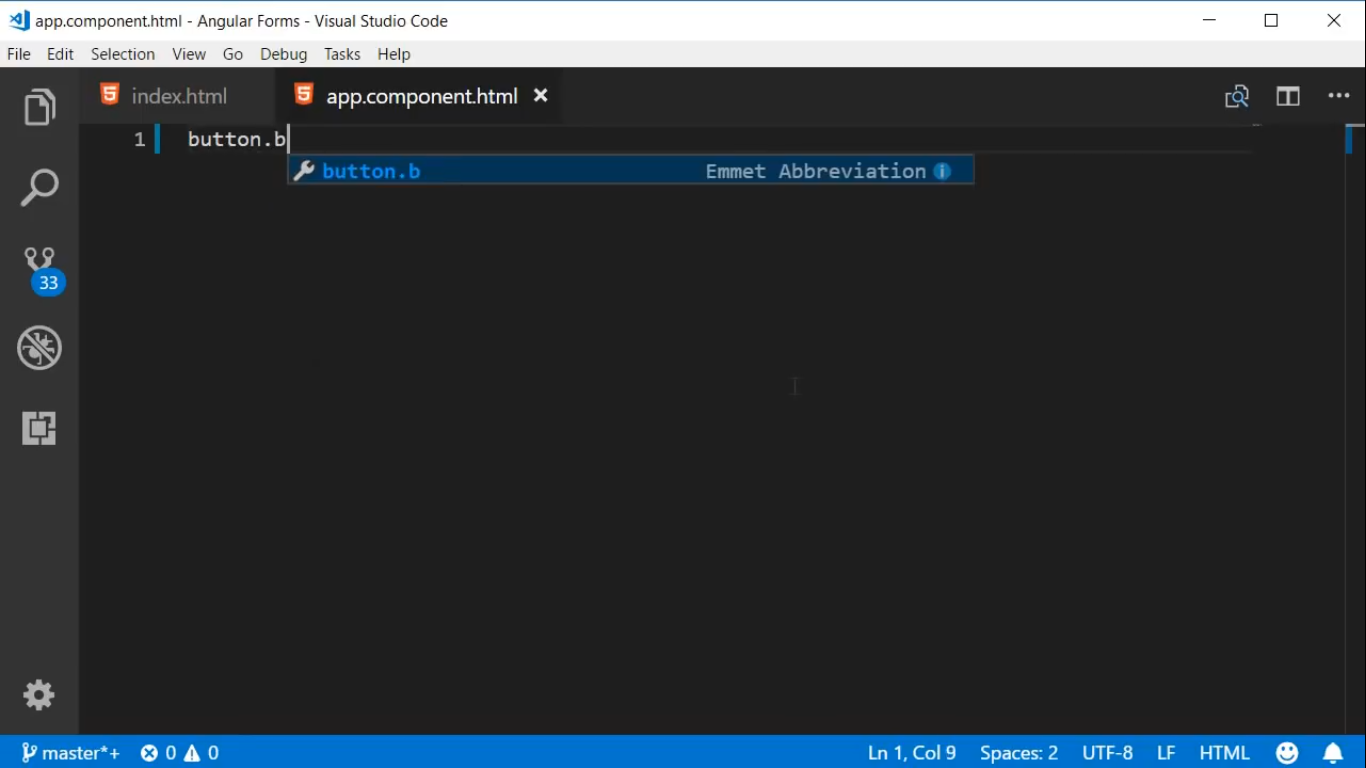 app.component.html - Angular Forms - Visual Studio Code
File Edit Selection View Go Debug Tasks Help
index.html app.component.html
1 button.b
button.b Emmet Abbreviation
33
master*+ 0 0 Ln 1, Col 9 Spaces: 2 UTF-8 LF HTML